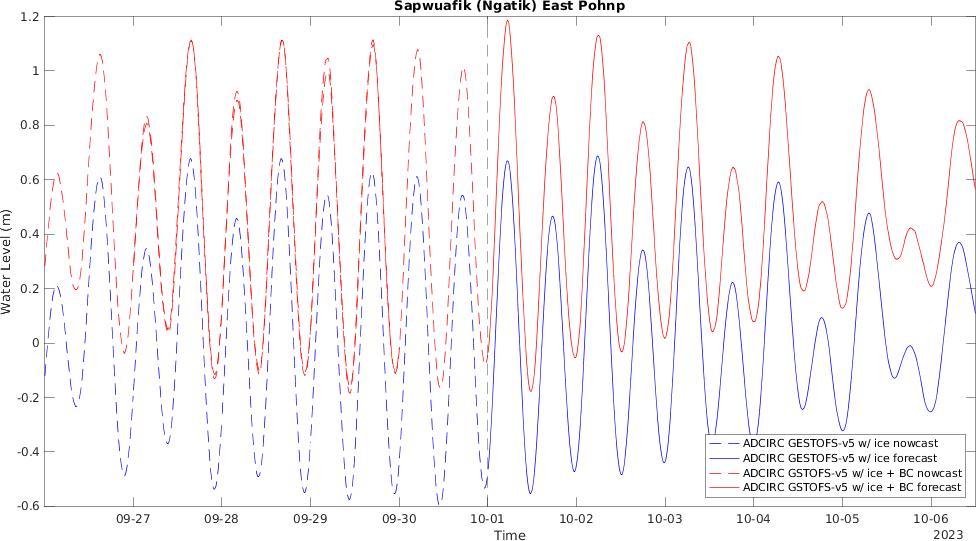 Sapwuafik (Ngatik) East Pohnp
Water Level (m)
1.2
1
0.8
0.6
0.4
0.2
0
-0.2
-0.4
-0.6
ADCIRC GESTOFS-v5 w/ ice nowcast
ADCIRC GESTOFS-v5 w/ ice forecast
ADCIRC GSTOFS-v5 w/ ice + BC nowcast
ADCIRC GSTOFS-v5 w/ ice + BC forecast
09-27 09-28 09-29 09-30 10-01 10-02 10-03 10-04 10-05 10-06
Time
2023